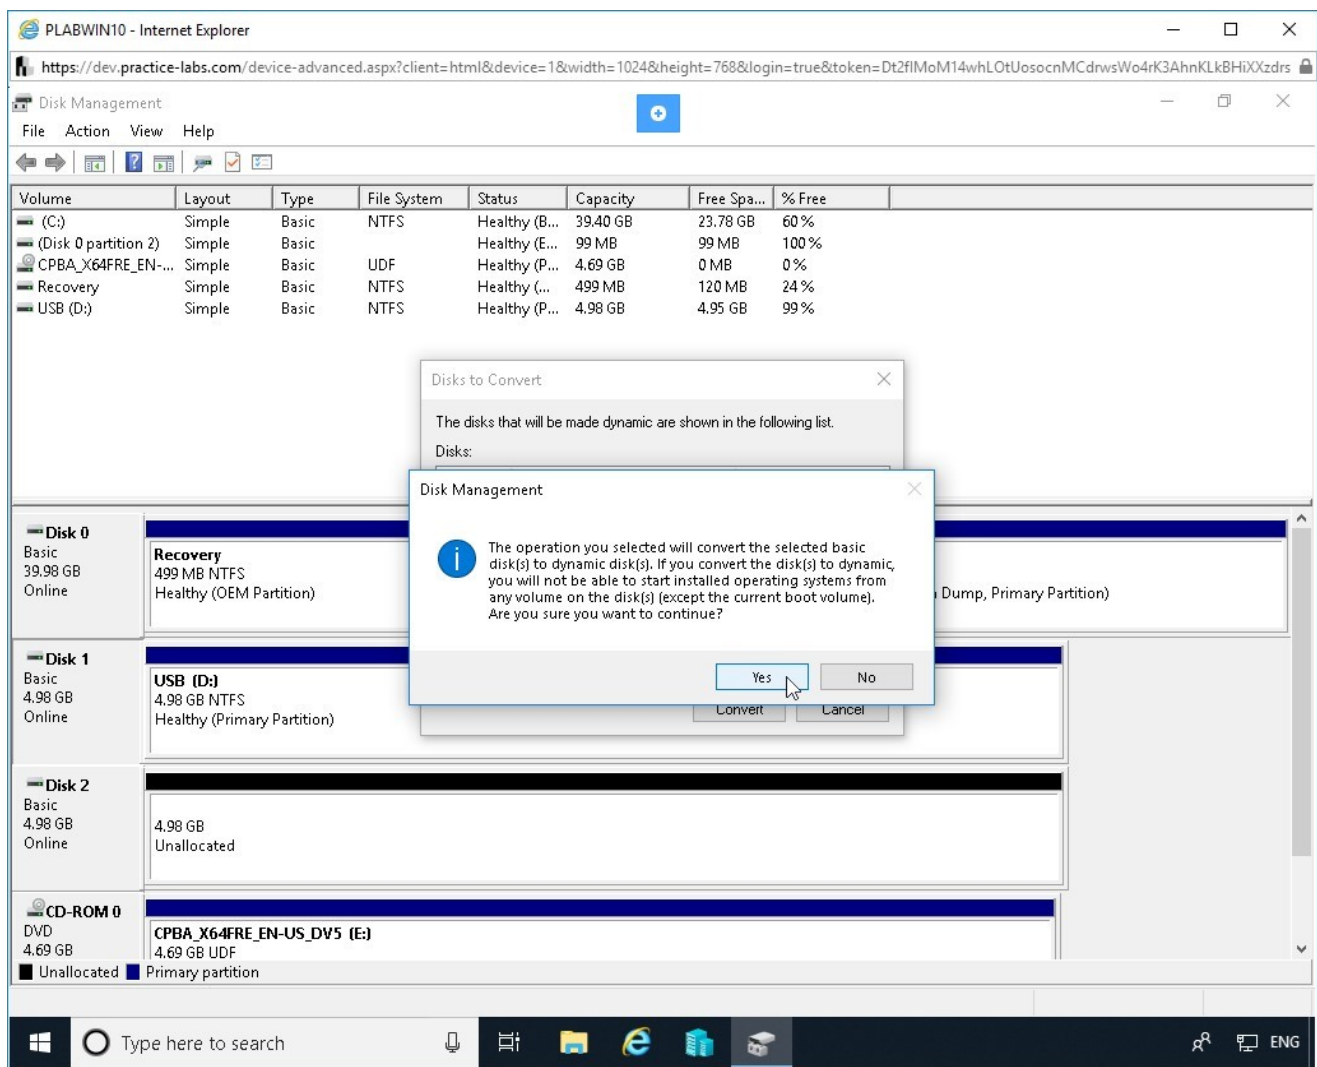 PLABWIN10 - Internet Explorer
https://dev.practice-labs.com/device-advanced.aspx?client=html&device=1&width=1024&height=768&login=true&token=Dt2flMoM14whLOtUosocnMCdrwsWo4rK3AhnKLkBHiXXzdrs
Disk Management
File Action View Help
Volume Layout Type File System Status Capacity Free Spa... % Free
(C:) Simple Basic NTFS Healthy (B... 39.40 GB 23.78 GB 60 %
(Disk 0 partition 2) Simple Basic Healthy (E... 99 MB 99 MB 100 %
CPBA_X64FRE_EN-... Simple Basic UDF Healthy (P... 4.69 GB 0 MB 0 %
Recovery Simple Basic NTFS Healthy (... 499 MB 120 MB 24 %
USB (D:) Simple Basic NTFS Healthy (P... 4.98 GB 4.95 GB 99 %
Disks to Convert
The disks that will be made dynamic are shown in the following list.
Disks:
Disk Management
The operation you selected will convert the selected basic
disk(s) to dynamic disk(s). If you convert the disk(s) to dynamic,
you will not be able to start installed operating systems from
any volume on the disk(s) (except the current boot volume).
Are you sure you want to continue?
Yes No
Convert Cancel
Disk 0
Basic
39.98 GB
Online
Recovery
499 MB NTFS
Healthy (OEM Partition)
Dump, Primary Partition)
Disk 1
Basic
4.98 GB
Online
USB (D:)
4.98 GB NTFS
Healthy (Primary Partition)
Disk 2
Basic
4.98 GB
Online
4.98 GB
Unallocated
CD-ROM 0
DVD
4.69 GB
CPBA_X64FRE_EN-US_DV5 (E:)
4.69 GB UDF
Unallocated Primary partition
Type here to search
ENG